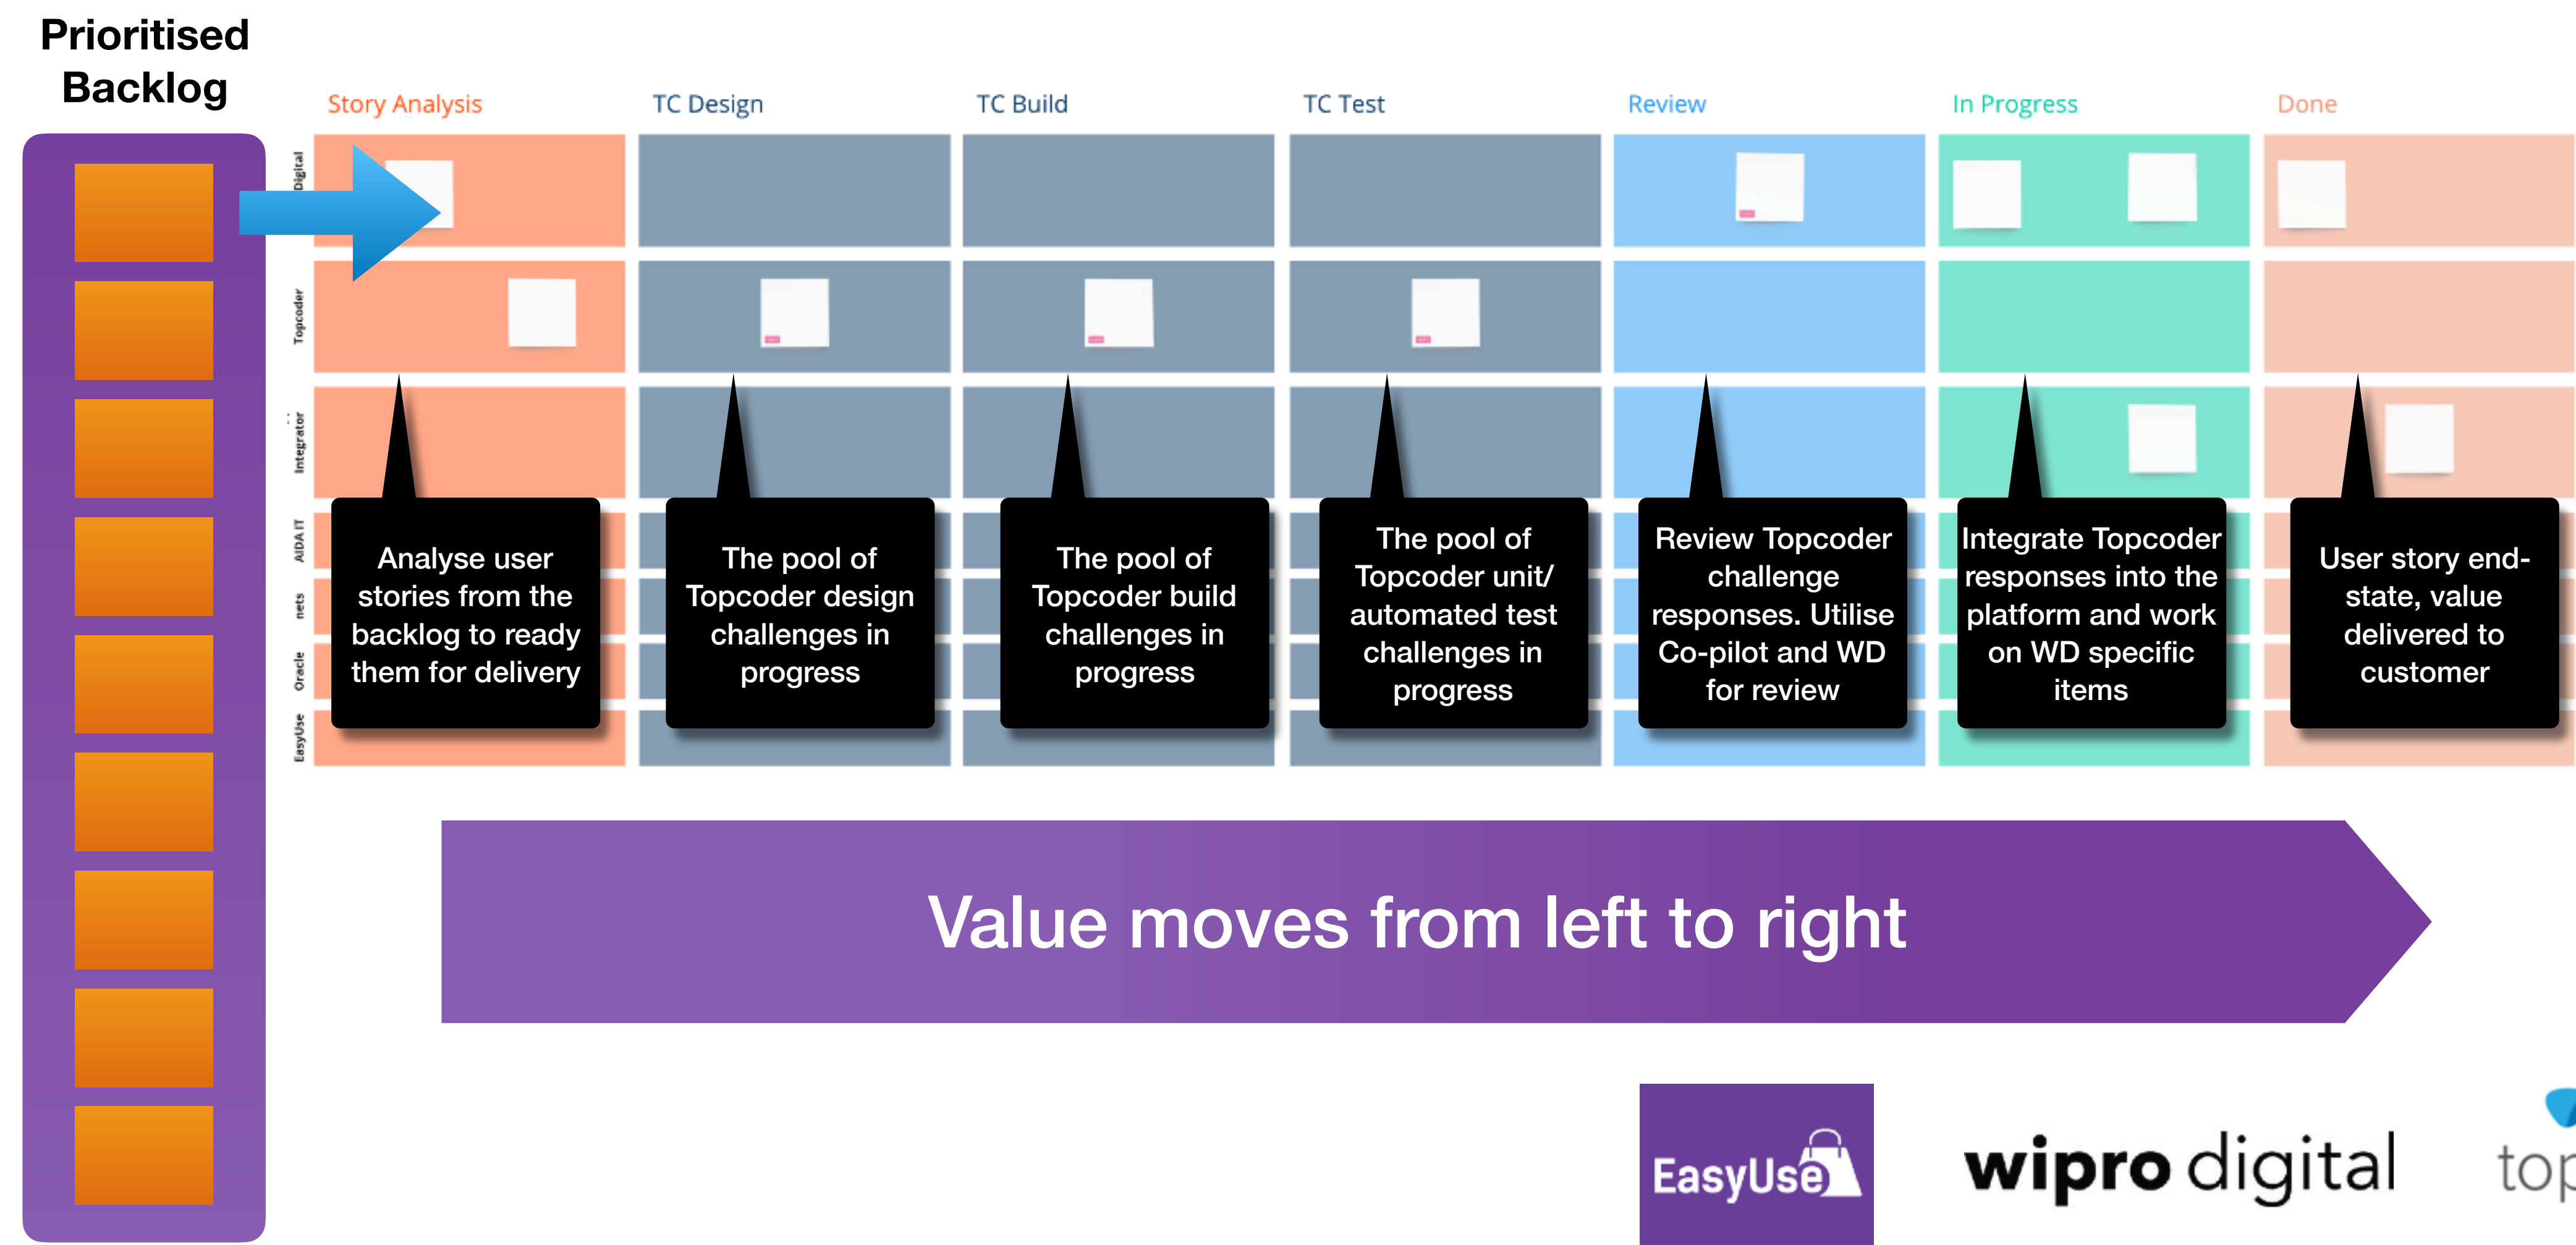 Prioritised
Backlog
Story Analysis
TC Design
TC Build
TC Test
Review
In Progress
Done
Digital
Topcoder
Integrator
AIDA IT
nets
Oracle
EasyUse
Analyse user
stories from the
backlog to ready
them for delivery
The pool of
Topcoder design
challenges in
progress
The pool of
Topcoder build
challenges in
progress
The pool of
Topcoder unit/
automated test
challenges in
progress
Review Topcoder
challenge
responses. Utilise
Co-pilot and WD
for review
Integrate Topcoder
responses into the
platform and work
on WD specific
items
User story end-
state, value
delivered to
customer
Value moves from left to right
EasyUse
wipro digital
top